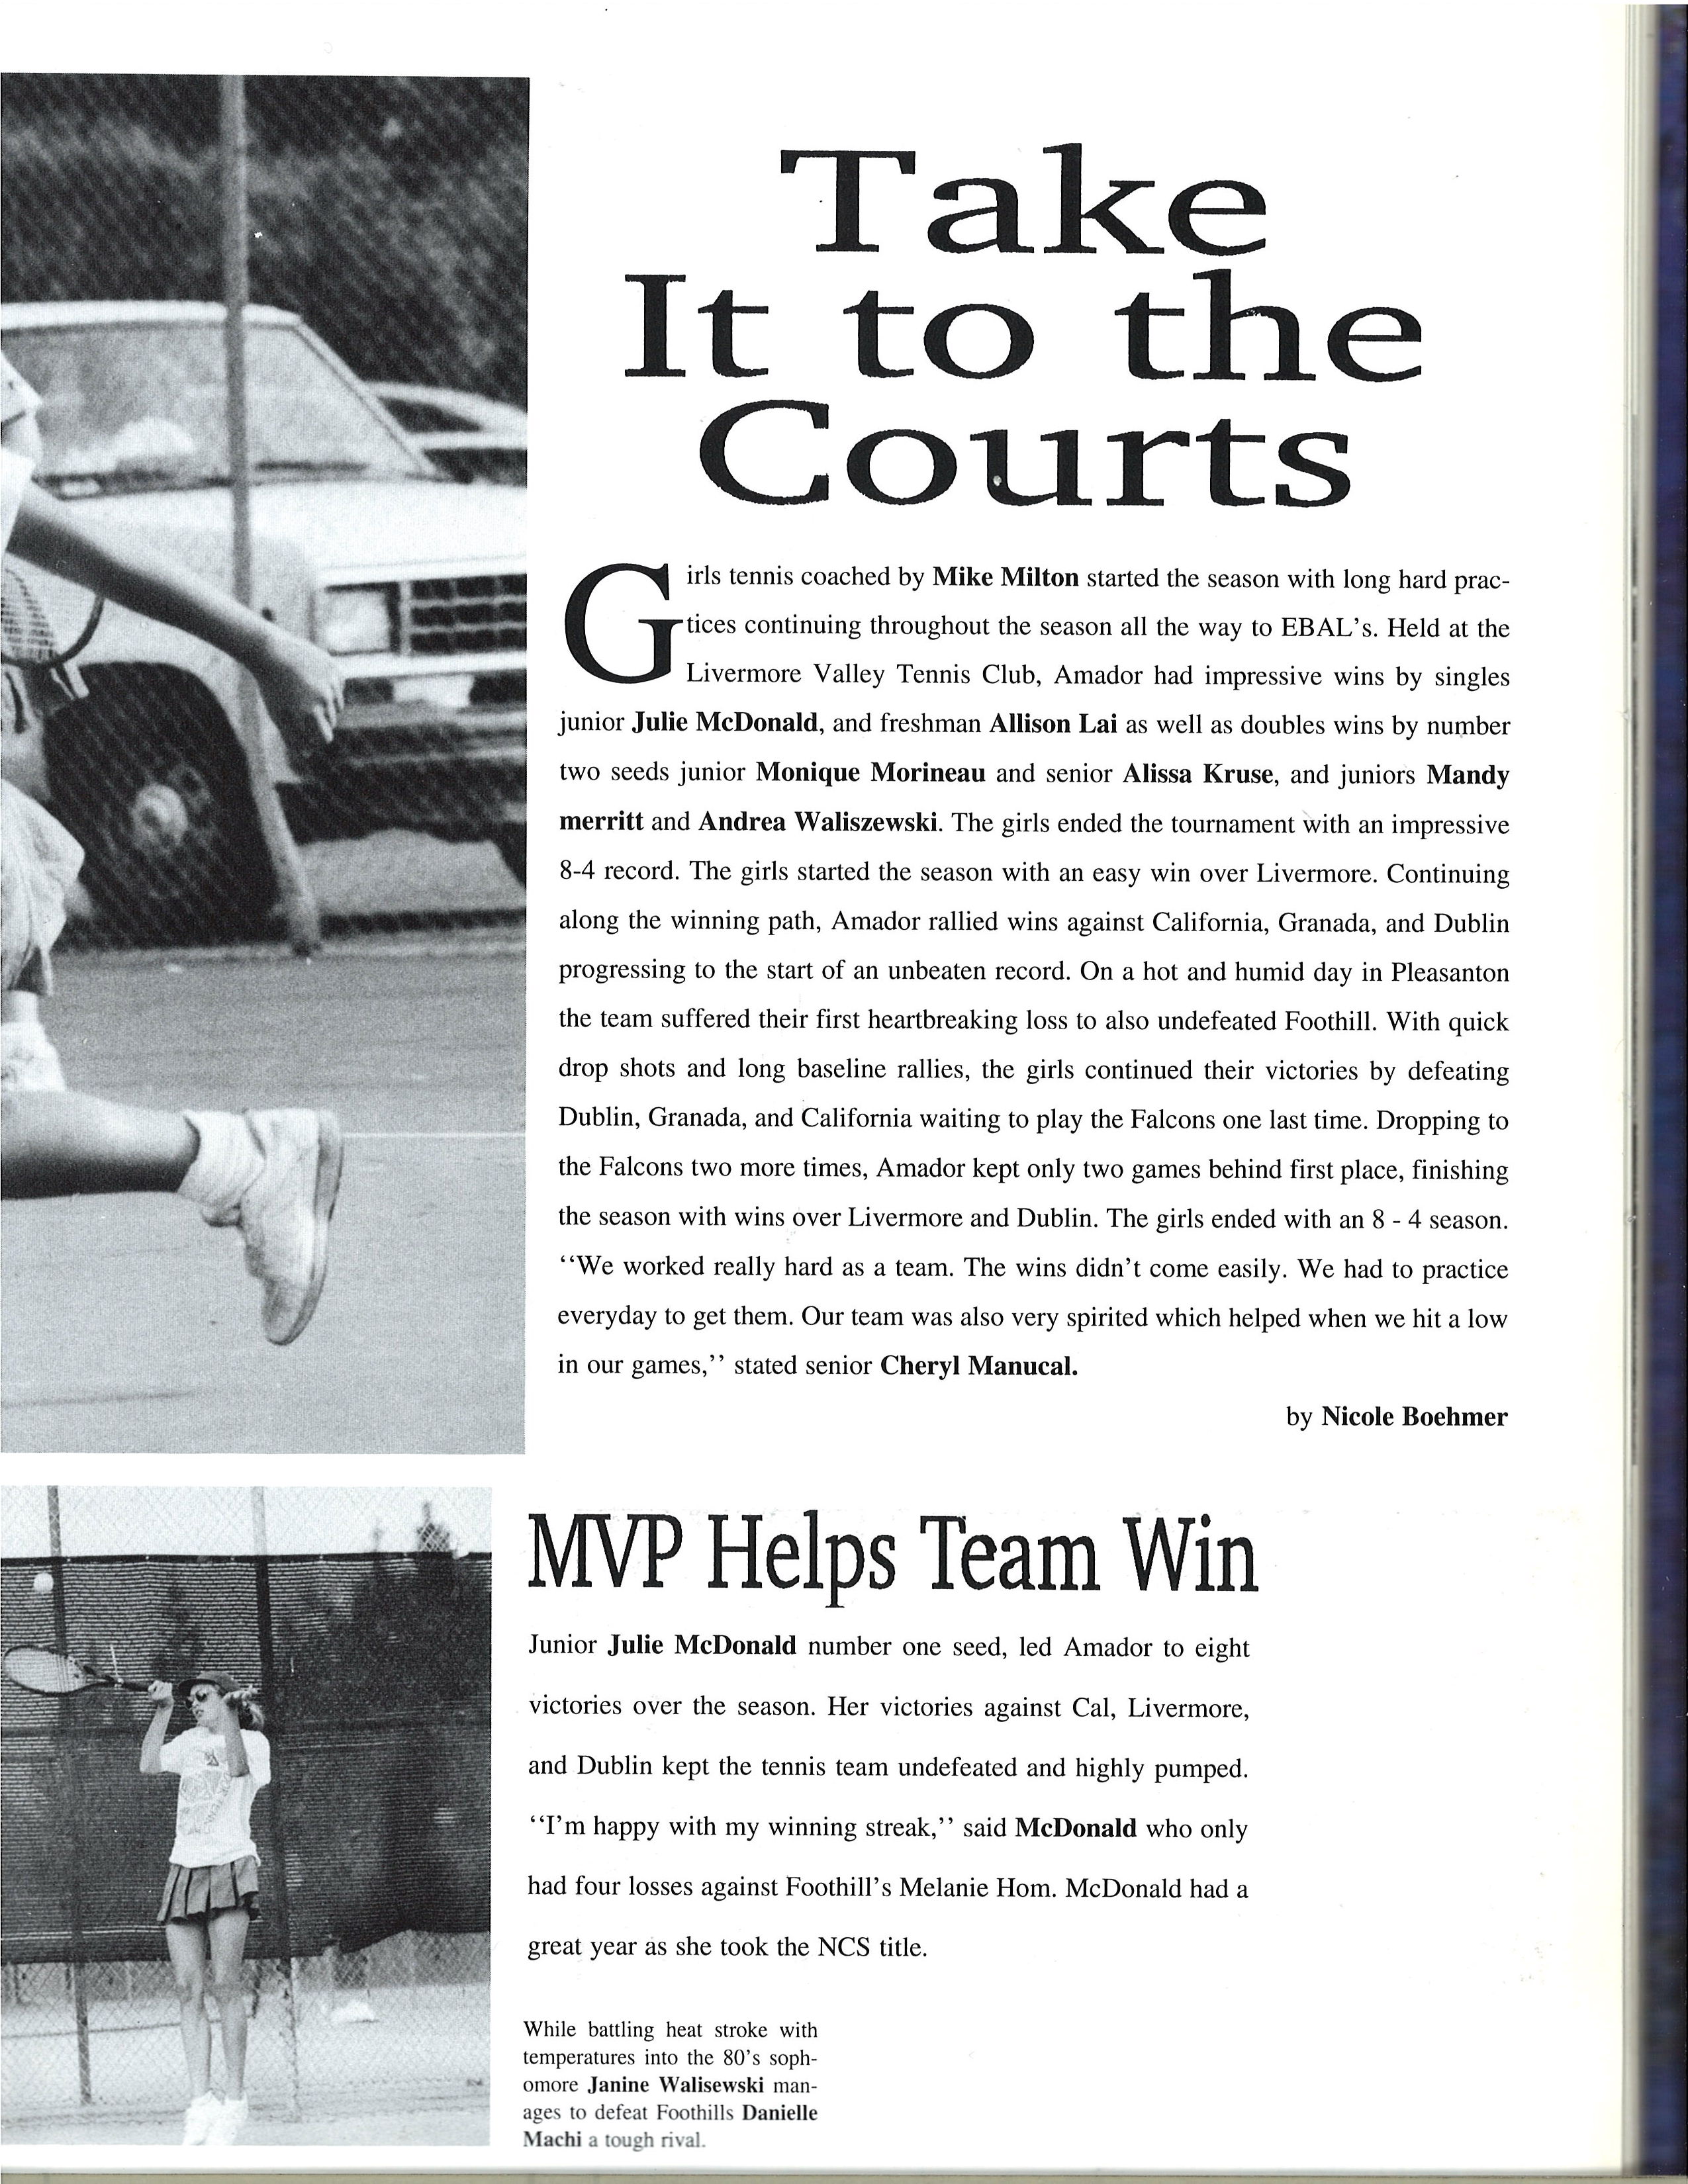 Take
It to the
Courts
Girls tennis coached by Mike Milton started the season with long hard prac-
tices continuing throughout the season all the way to EBAL's. Held at the
Livermore Valley Tennis Club, Amador had impressive wins by singles
junior Julie McDonald, and freshman Allison Lai as well as doubles wins by number
two seeds junior Monique Morineau and senior Alissa Kruse, and juniors Mandy
merritt and Andrea Waliszewski. The girls ended the tournament with an impressive
8-4 record. The girls started the season with an easy win over Livermore. Continuing
along the winning path, Amador rallied wins against California, Granada, and Dublin
progressing to the start of an unbeaten record. On a hot and humid day in Pleasanton
the team suffered their first heartbreaking loss to also undefeated Foothill. With quick
drop shots and long baseline rallies, the girls continued their victories by defeating
Dublin, Granada, and California waiting to play the Falcons one last time. Dropping to
the Falcons two more times, Amador kept only two games behind first place, finishing
the season with wins over Livermore and Dublin. The girls ended with an 8 - 4 season.
‘‘We worked really hard as a team. The wins didn't come easily. We had to practice
everyday to get them. Our team was also very spirited which helped when we hit a low
in our games,’’ stated senior Cheryl Manucal.
by Nicole Boehmer
MVP Helps Team Win
Junior Julie McDonald number one seed, led Amador to eight
victories over the season. Her victories against Cal, Livermore,
and Dublin kept the tennis team undefeated and highly pumped.
‘‘I'm happy with my winning streak,’’ said McDonald who only
had four losses against Foothill's Melanie Hom. McDonald had a
great year as she took the NCS title.
While battling heat stroke with
temperatures into the 80's soph-
omore Janine Walisewski man-
ages to defeat Foothills Danielle
Machi a tough rival.